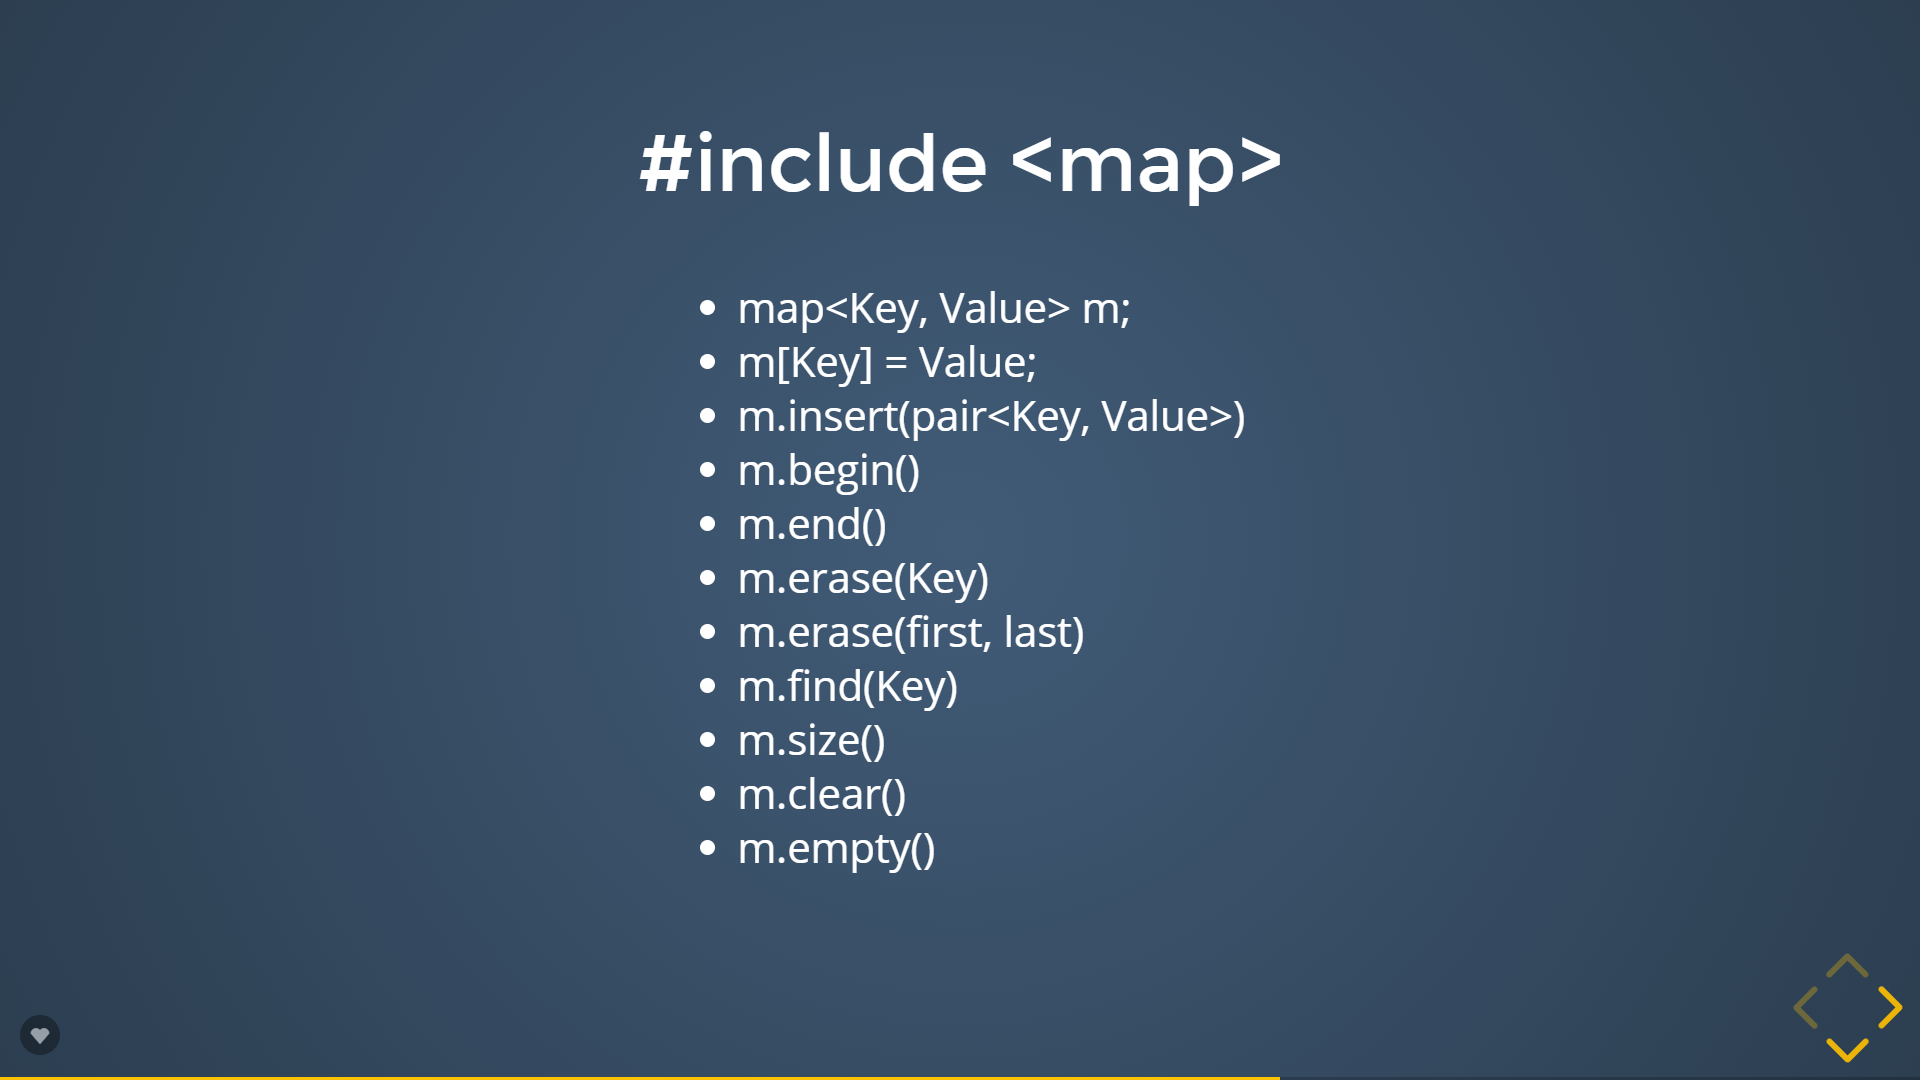 #include <map>
map<Key, Value> m;
m[Key] = Value;
m.insert(pair<Key, Value>)
m.begin()
m.end()
m.erase(Key)
m.erase(first, last)
m.find(Key)
m.size()
m.clear()
m.empty()